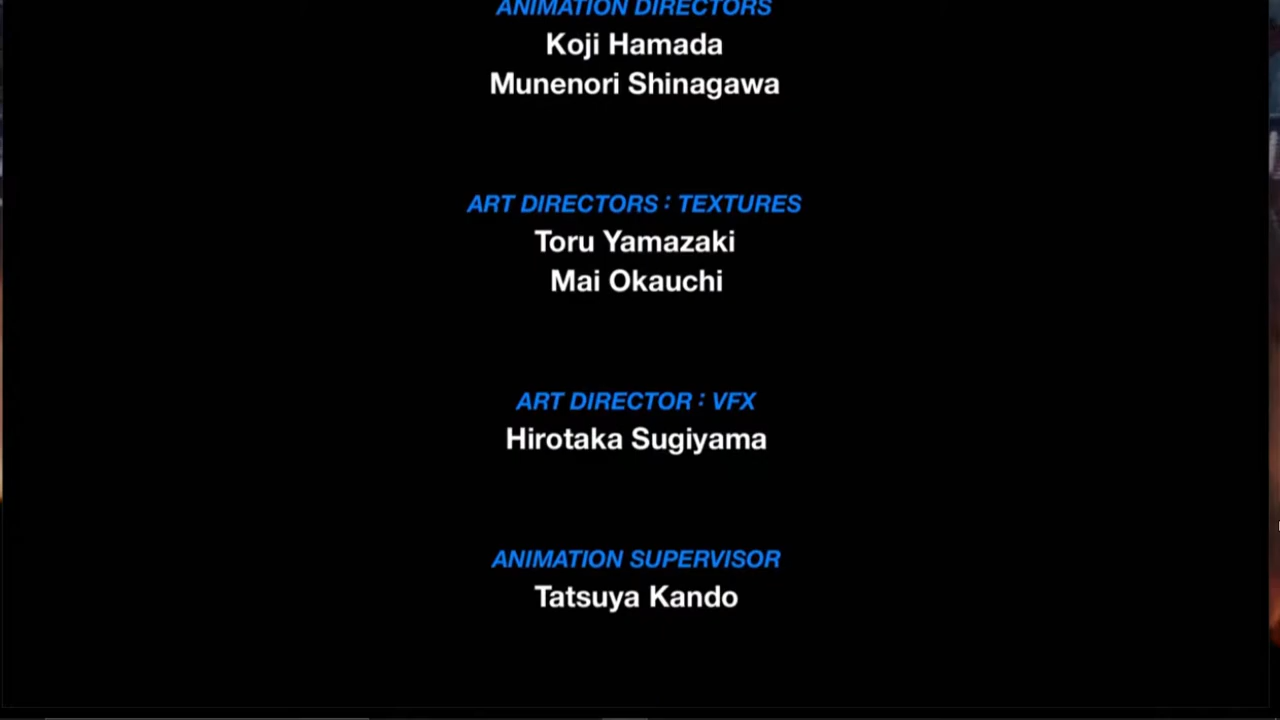 ANIMATION DIRECTORS
Koji Hamada
Munenori Shinagawa
ART DIRECTORS : TEXTURES
Toru Yamazaki
Mai Okauchi
ART DIRECTOR : VFX
Hirotaka Sugiyama
ANIMATION SUPERVISOR
Tatsuya Kando